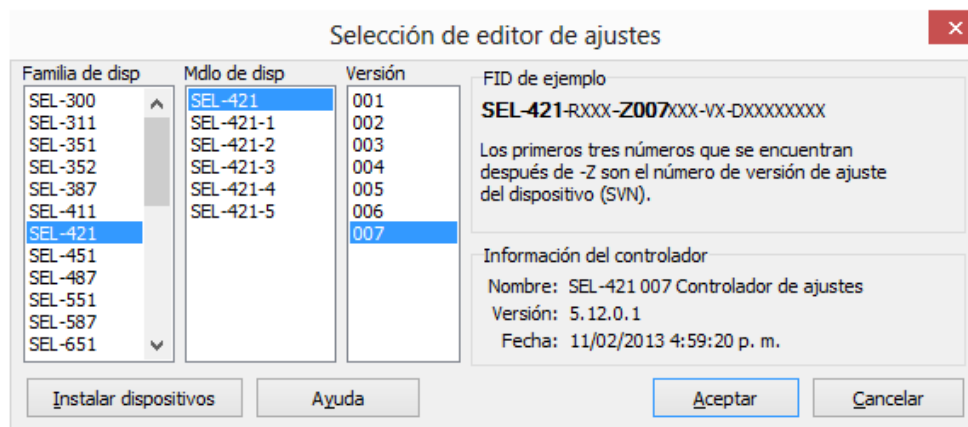 Selección de editor de ajustes
Familia de disp
SEL-300
SEL-311
SEL-351
SEL-352
SEL-387
SEL-411
SEL-421
SEL-451
SEL-487
SEL-551
SEL-587
SEL-651
Mdlo de disp
SEL-421
SEL-421-1
SEL-421-2
SEL-421-3
SEL-421-4
SEL-421-5
Versión
001
002
003
004
005
006
007
FID de ejemplo
SEL-421-RXXX-Z007XXX-VX-DXXXXXXXX
Los primeros tres números que se encuentran
después de -Z son el número de versión de ajuste
del dispositivo (SVN).
Información del controlador
Nombre: SEL-421 007 Controlador de ajustes
Versión: 5.12.0.1
Fecha: 11/02/2013 4:59:20 p. m.
Instalar dispositivos
Ayuda
Aceptar
Cancelar